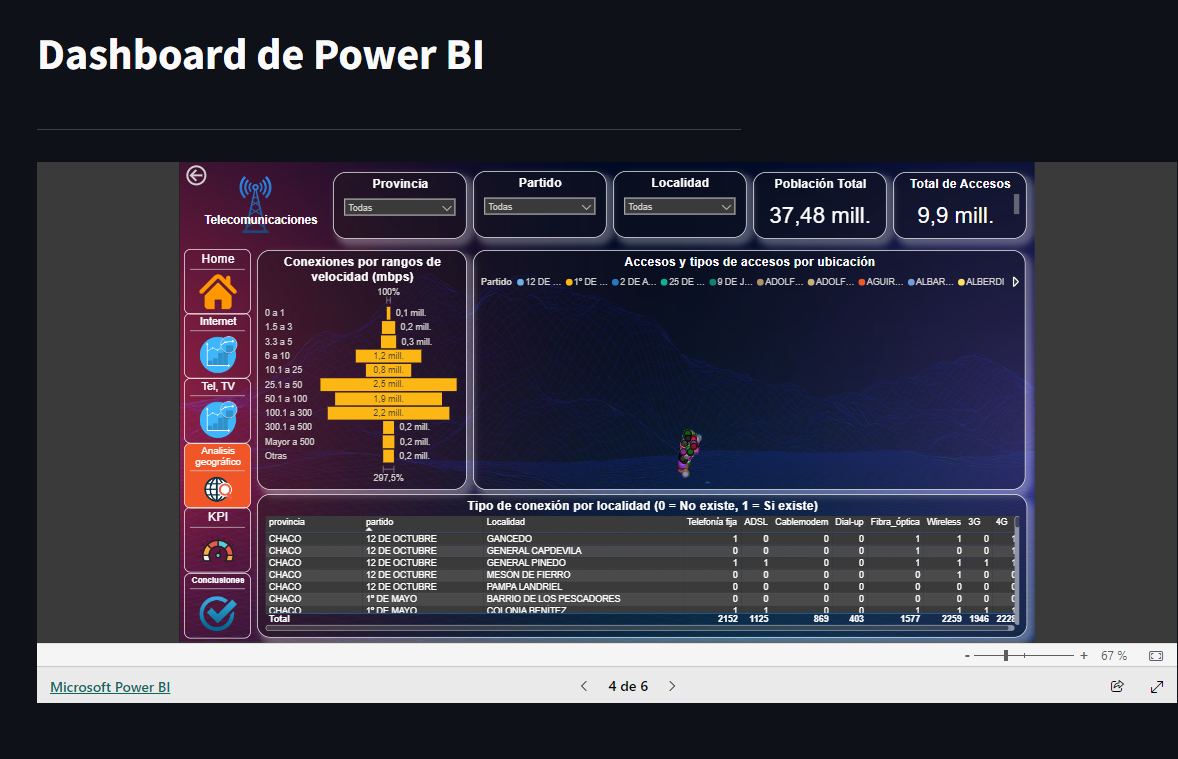 Dashboard de Power BI
Telecomunicaciones
Provincia
Todas
Partido
Todas
Localidad
Todas
Población Total
37,48 mill.
Total de Accesos
9,9 mill.
Home
Internet
Tel, TV
Analisis
geográfico
KPI
Conclusiones
Conexiones por rangos de
velocidad (mbps)
100%
0 a 1 0,1 mill.
1.5 a 3 0,2 mill.
3.3 a 5 0,3 mill.
6 a 10 1,2 mill.
10.1 a 25 0,8 mill.
25.1 a 50 2,5 mill.
50.1 a 100 1,9 mill.
100.1 a 300 2,2 mill.
300.1 a 500 0,2 mill.
Mayor a 500 0,2 mill.
Otras 0,2 mill.
297,5%
Accesos y tipos de accesos por ubicación
Partido 12 DE ... 1º DE ... 2 DE A... 25 DE ... 9 DE J... ADOLF... ADOLF... AGUIR... ALBAR... ALBERDI
Tipo de conexión por localidad (0 = No existe, 1 = Si existe)
provincia partido Localidad Telefonía fija ADSL Cablemodem Dial-up Fibra_óptica Wireless 3G 4G
CHACO 12 DE OCTUBRE GANCEDO 1 0 0 0 1 1 0 1
CHACO 12 DE OCTUBRE GENERAL CAPDEVILA 0 0 0 0 1 1 0 1
CHACO 12 DE OCTUBRE GENERAL PINEDO 1 1 0 0 1 1 1 1
CHACO 12 DE OCTUBRE MESÓN DE FIERRO 0 0 0 0 0 1 0 0
CHACO 12 DE OCTUBRE PAMPA LANDRIEL 0 0 0 0 0 0 0 0
CHACO 1º DE MAYO BARRIO DE LOS PESCADORES 0 0 0 0 1 0 0 0
CHACO 1º DE MAYO COLONIA BENITEZ 1 1 0 0 1 1 1 1
Total 2152 1125 869 403 1577 2259 1946 2228
- + 67 %
Microsoft Power BI
4 de 6